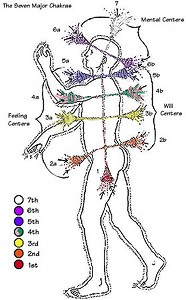 The Seven Major Chakras
7
Mental Centers
6a
6b
5a
5b
4a
4b
Feeling Centers
3a
3b
Will Centers
2a
2b
1
7th
6th
5th
4th
3rd
2nd
1st